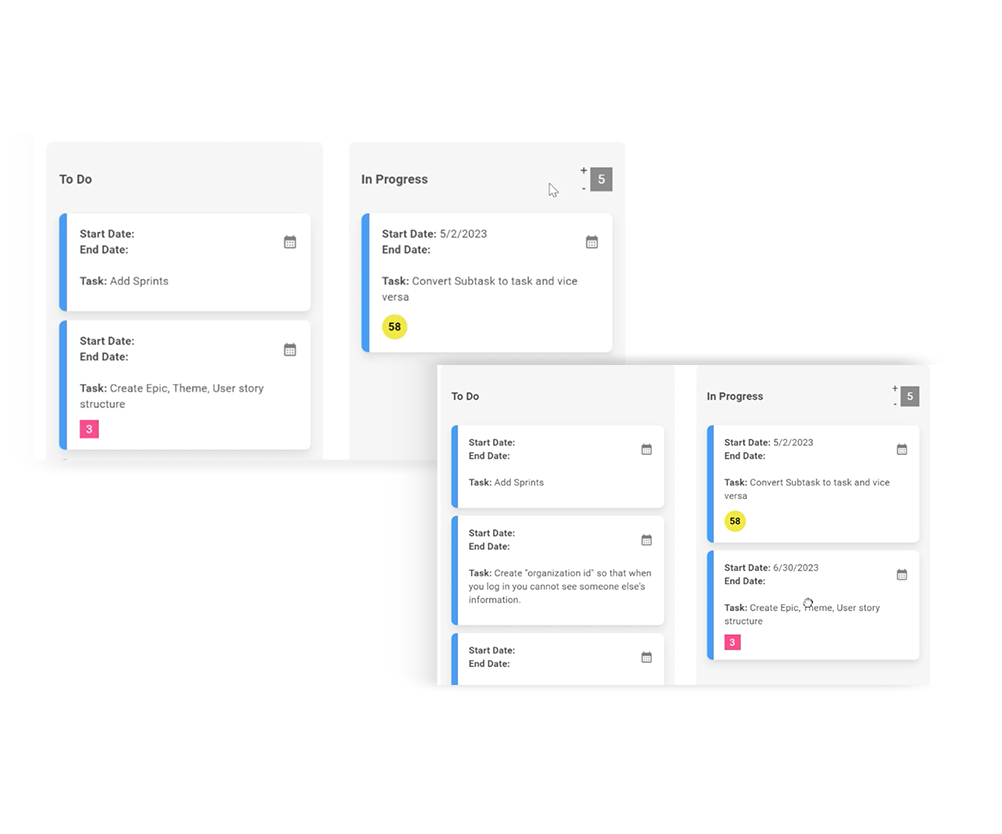 To Do
Start Date:
End Date:
Task: Add Sprints
Start Date:
End Date:
Task: Create Epic, Theme, User story
structure
3
In Progress
+
5
-
Start Date: 5/2/2023
End Date:
Task: Convert Subtask to task and vice
versa
58
To Do
Start Date:
End Date:
Task: Add Sprints
Start Date:
End Date:
Task: Create "organization id" so that when
you log in you cannot see someone else's
information.
Start Date:
End Date:
In Progress
+
5
-
Start Date: 5/2/2023
End Date:
Task: Convert Subtask to task and vice
versa
58
Start Date: 6/30/2023
End Date:
Task: Create Epic, Theme, User story
structure
3